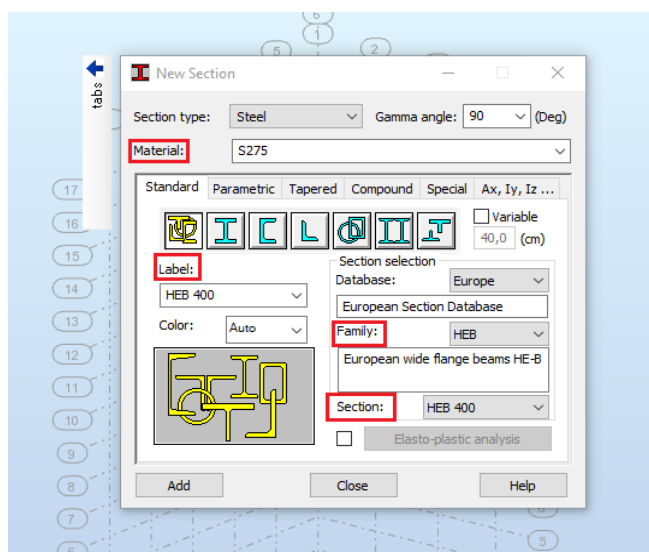 6
1
5
2
tabs
New Section
Section type:
Steel
Gamma angle:
90
(Deg)
Material:
S275
Standard
Parametric
Tapered
Compound
Special
Ax, Iy, Iz ...
Variable
40,0
(cm)
Label:
HEB 400
Color:
Auto
Section selection
Database:
Europe
European Section Database
Family:
HEB
European wide flange beams HE-B
Section:
HEB 400
Elasto-plastic analysis
Add
Close
Help
17
16
15
14
13
12
11
10
9
8
7
6
5